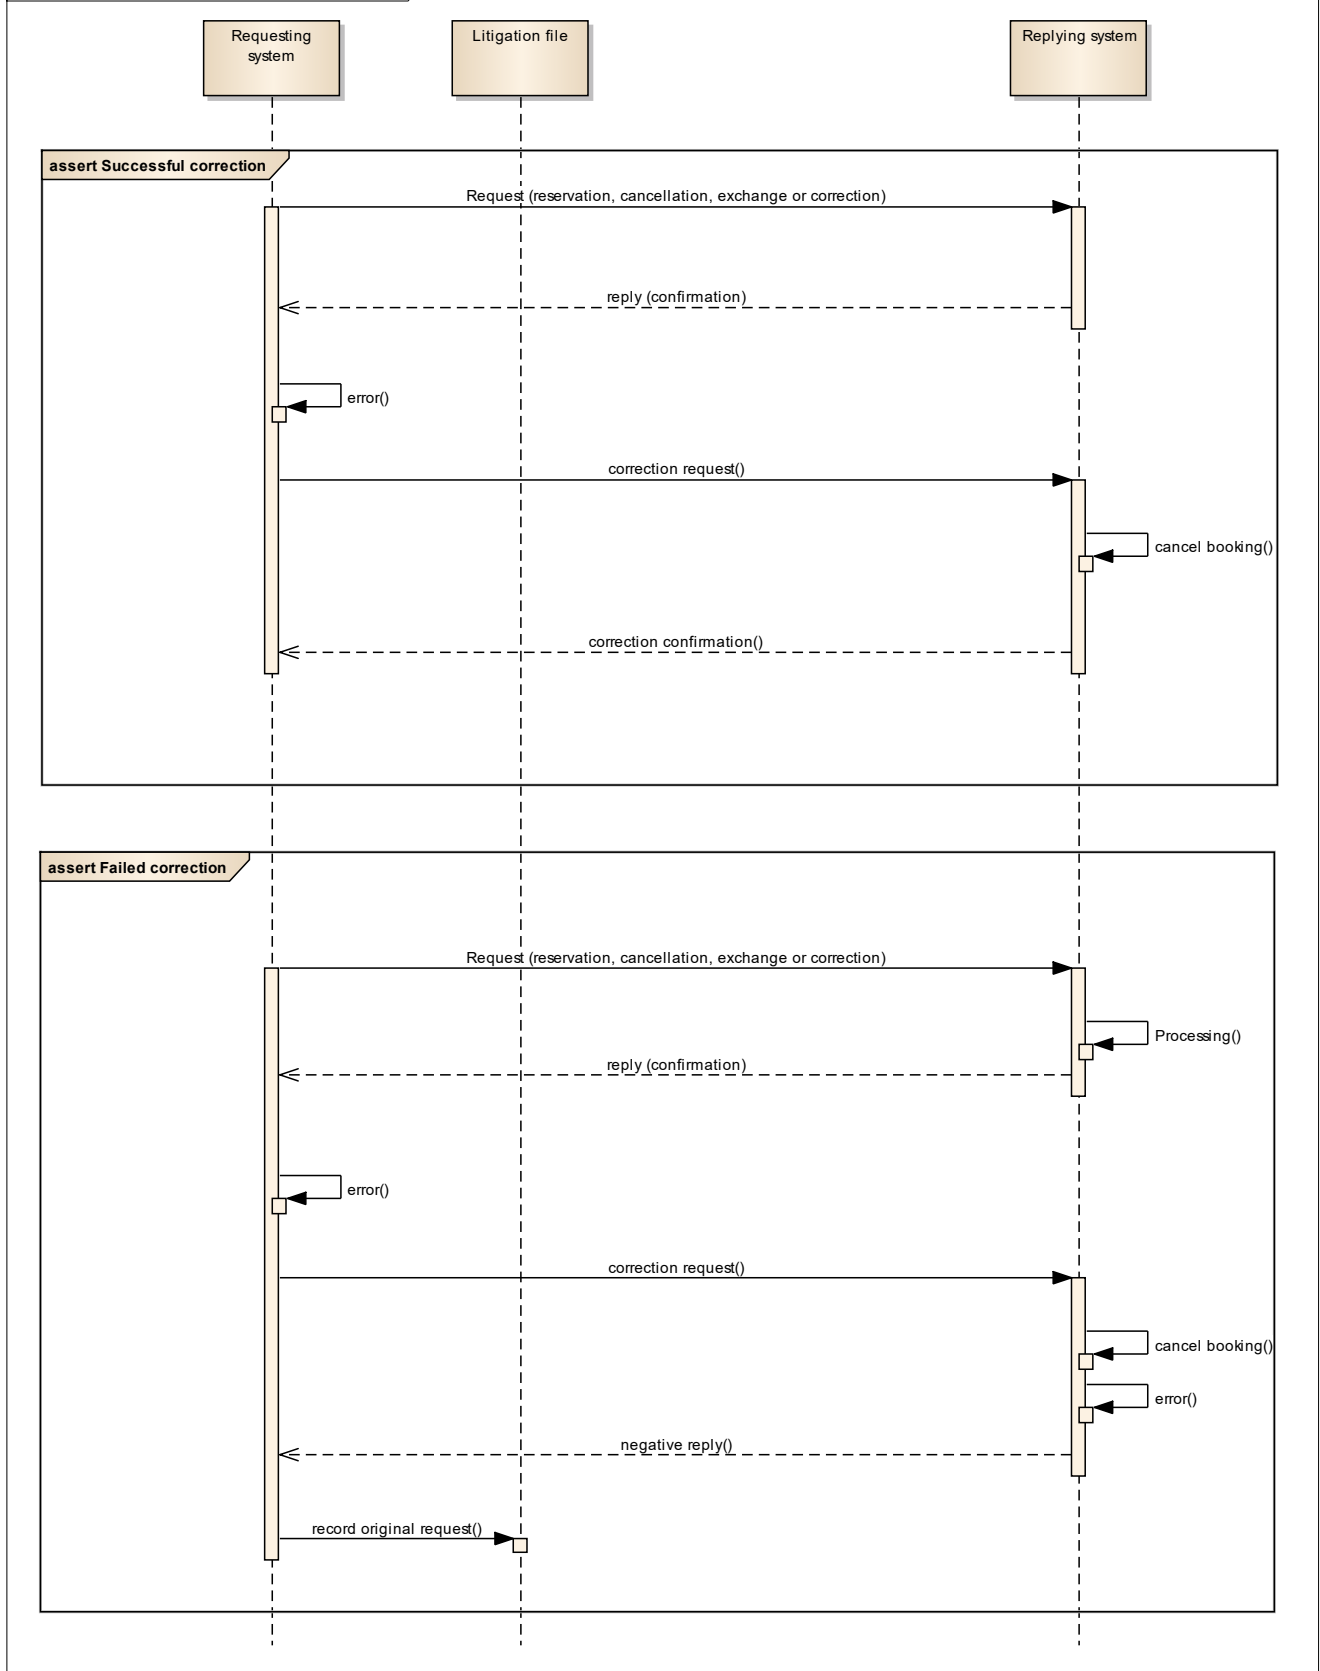 Requesting
system
Litigation file
Replying system
assert Successful correction
Request (reservation, cancellation, exchange or correction)
reply (confirmation)
error()
correction request()
cancel booking()
correction confirmation()
assert Failed correction
Request (reservation, cancellation, exchange or correction)
Processing()
reply (confirmation)
error()
correction request()
cancel booking()
error()
negative reply()
record original request()